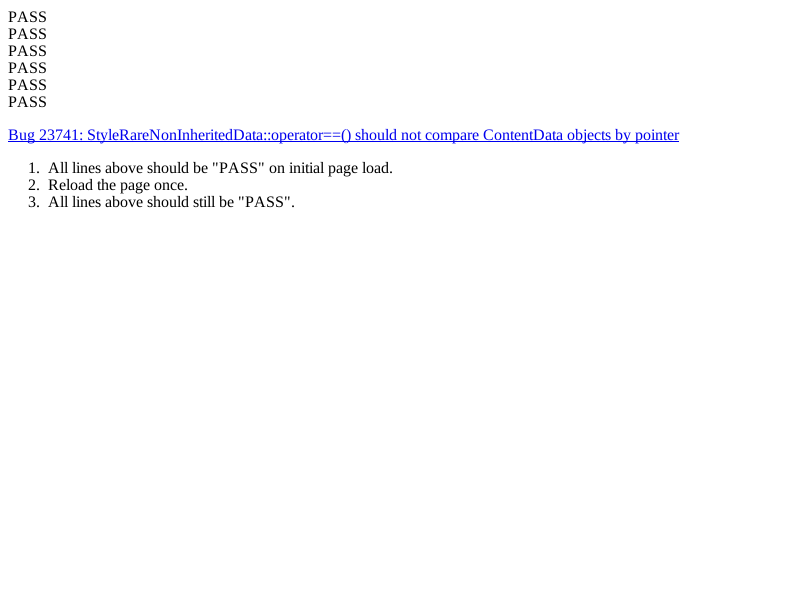 PASS
PASS
PASS
PASS
PASS
PASS
Bug 23741: StyleRareNonInheritedData::operator==() should not compare ContentData objects by pointer
1. All lines above should be "PASS" on initial page load.
2. Reload the page once.
3. All lines above should still be "PASS".